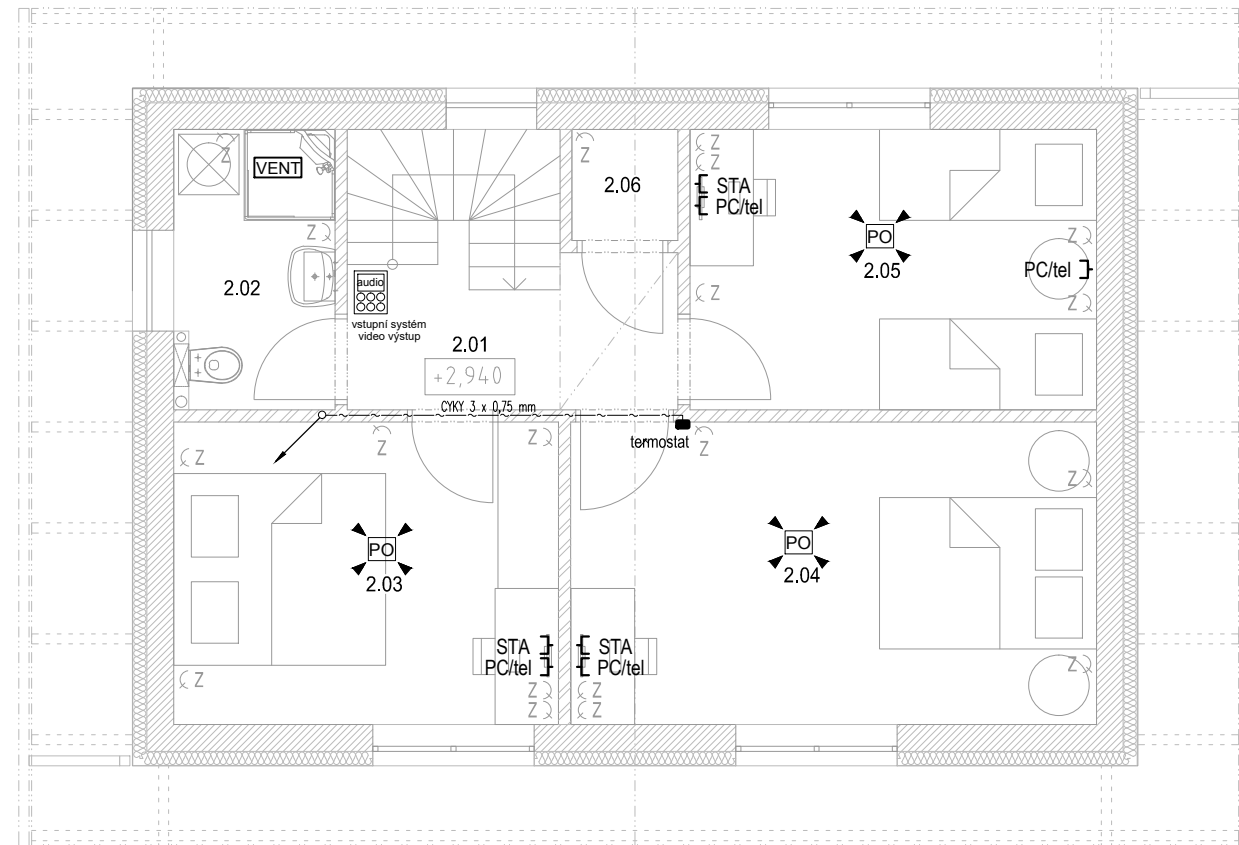 Z
VENT
Z
2.02
audio
vstupní systém
video výstup
2.01
+2,940
Z
2.06
Z
Z
STA
PC/tel
PO
2.05
Z
Z
PC/tel
Z
CYKY 3 x 0,75 mm
termostat
Z
Z
Z
Z
Z
PO
2.03
PO
2.04
STA
PC/tel
STA
PC/tel
Z
Z
Z
Z
Z
Z